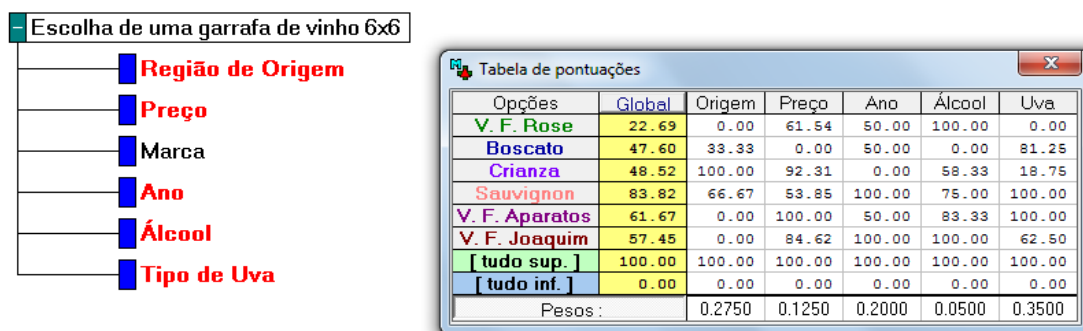 Escolha de uma garrafa de vinho 6x6
Região de Origem
Preço
Marca
Ano
Álcool
Tipo de Uva
Tabela de pontuações
Opções Global Origem Preço Ano Álcool Uva
V. F. Rose 22.69 0.00 61.54 50.00 100.00 0.00
Boscato 47.60 33.33 0.00 50.00 0.00 81.25
Crianza 48.52 100.00 92.31 0.00 58.33 18.75
Sauvignon 83.82 66.67 53.85 100.00 75.00 100.00
V. F. Aparatos 61.67 0.00 100.00 50.00 83.33 100.00
V. F. Joaquim 57.45 0.00 84.62 100.00 100.00 62.50
[ tudo sup. ] 100.00 100.00 100.00 100.00 100.00 100.00
[ tudo inf. ] 0.00 0.00 0.00 0.00 0.00 0.00
Pesos : 0.2750 0.1250 0.2000 0.0500 0.3500